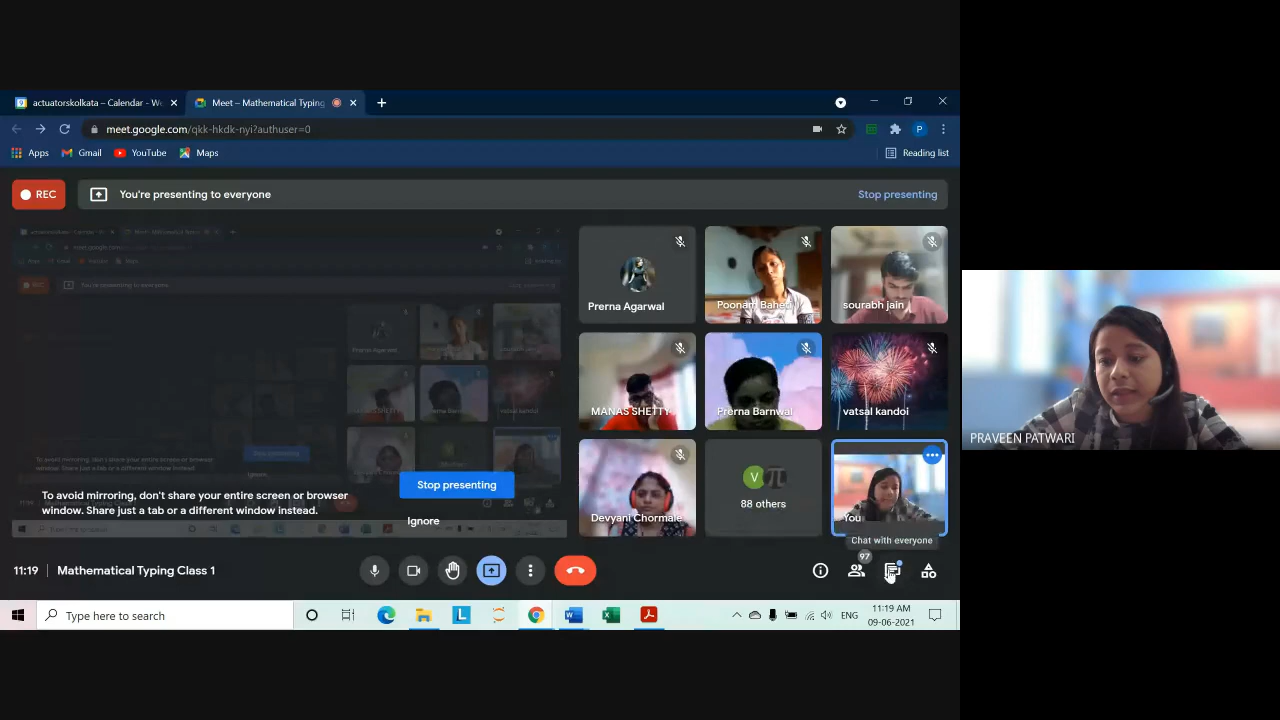 actuatorskolkata – Calendar - We
Meet – Mathematical Typing
meet.google.com/qkk-hkdk-nyi?authuser=0
P
Apps
Gmail
YouTube
Maps
Reading list
REC
You're presenting to everyone
Stop presenting
Prerna Agarwal
sourabh jain
MANAS SHETTY
Prerna Barnwal
vatsal kandoi
Devyani Chormale
V
88 others
You
To avoid mirroring, don't share your entire screen or browser
window. Share just a tab or a different window instead.
Stop presenting
Ignore
Chat with everyone
97
11:19
Mathematical Typing Class 1
Type here to search
ENG
11:19 AM
09-06-2021
PRAVEEN PATWARI